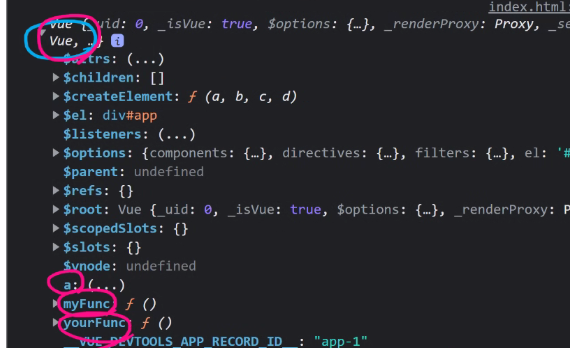 index.html:
Vue {_uid: 0, _isVue: true, $options: {…}, _renderProxy: Proxy, _se
Vue, …} i
$attrs: (...)
$children: []
$createElement: ƒ (a, b, c, d)
$el: div#app
$listeners: (...)
$options: {components: {…}, directives: {…}, filters: {…}, el: '#
$parent: undefined
$refs: {}
$root: Vue {_uid: 0, _isVue: true, $options: {…}, _renderProxy: P
$scopedSlots: {}
$slots: {}
$vnode: undefined
a: (...)
myFunc: ƒ ()
yourFunc: ƒ ()
__VUE_DEVTOOLS_APP_RECORD_ID__: "app-1"